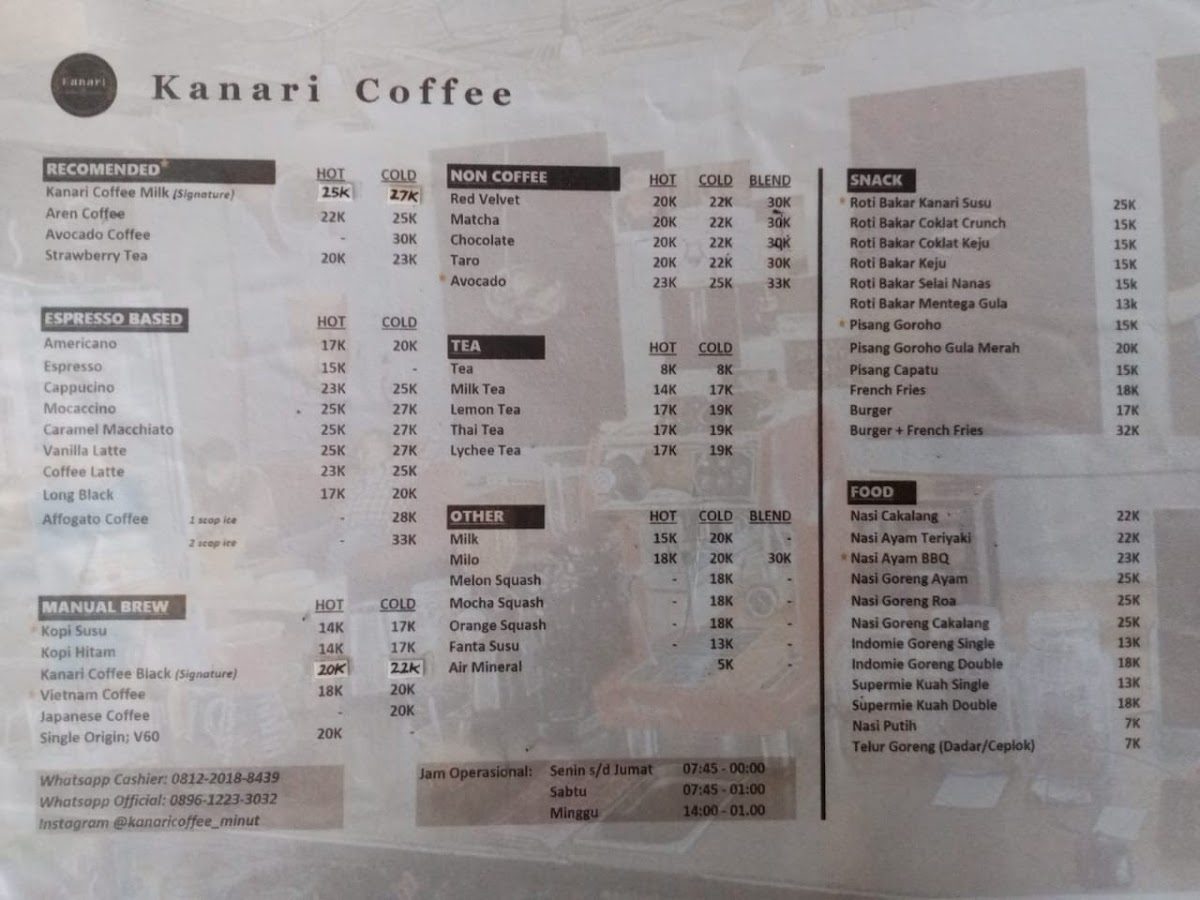 Kanari
Kanari Coffee
RECOMENDED* HOT COLD
Kanari Coffee Milk (Signature) 25K 27K
Aren Coffee 22K 25K
Avocado Coffee - 30K
Strawberry Tea 20K 23K
ESPRESSO BASED HOT COLD
Americano 17K 20K
Espresso 15K -
Cappucino 23K 25K
Mocaccino 25K 27K
Caramel Macchiato 25K 27K
Vanilla Latte 25K 27K
Coffee Latte 23K 25K
Long Black 17K 20K
Affogato Coffee 1 scop ice - 28K
2 scop ice - 33K
MANUAL BREW HOT COLD
* Kopi Susu 14K 17K
Kopi Hitam 14K 17K
Kanari Coffee Black (Signature) 20K 22K
* Vietnam Coffee 18K 20K
Japanese Coffee - 20K
Single Origin; V60 20K -
Whatsapp Cashier: 0812-2018-8439
Whatsapp Official: 0896-1223-3032
Instagram @kanaricoffee_minut
NON COFFEE HOT COLD BLEND
Red Velvet 20K 22K 30K
Matcha 20K 22K 30K
Chocolate 20K 22K 30K
Taro 20K 22K 30K
* Avocado 23K 25K 33K
TEA HOT COLD
Tea 8K 8K
Milk Tea 14K 17K
Lemon Tea 17K 19K
Thai Tea 17K 19K
Lychee Tea 17K 19K
OTHER HOT COLD BLEND
Milk 15K 20K -
Milo 18K 20K 30K
Melon Squash - 18K -
Mocha Squash - 18K -
Orange Squash - 18K -
Fanta Susu - 13K -
Air Mineral 5K -
Jam Operasional: Senin s/d Jumat 07:45 - 00:00
Sabtu 07:45 - 01:00
Minggu 14:00 - 01.00
SNACK
* Roti Bakar Kanari Susu 25K
Roti Bakar Coklat Crunch 15K
Roti Bakar Coklat Keju 15K
Roti Bakar Keju 15K
Roti Bakar Selai Nanas 15k
Roti Bakar Mentega Gula 13k
* Pisang Goroho 15K
Pisang Goroho Gula Merah 20K
Pisang Capatu 15K
French Fries 18K
Burger 17K
Burger + French Fries 32K
FOOD
Nasi Cakalang 22K
Nasi Ayam Teriyaki 22K
* Nasi Ayam BBQ 23K
Nasi Goreng Ayam 25K
Nasi Goreng Roa 25K
Nasi Goreng Cakalang 25K
Indomie Goreng Single 13K
Indomie Goreng Double 18K
Supermie Kuah Single 13K
Supermie Kuah Double 18K
Nasi Putih 7K
Telur Goreng (Dadar/Ceplok) 7K